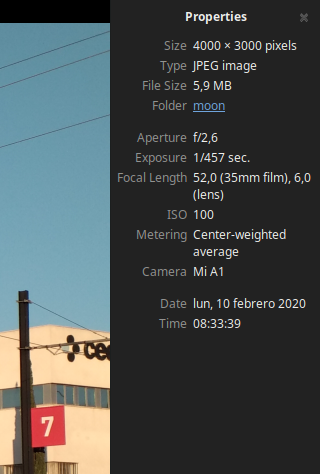 Properties
Size 4000 × 3000 pixels
Type JPEG image
File Size 5,9 MB
Folder moon
Aperture f/2,6
Exposure 1/457 sec.
Focal Length 52,0 (35mm film), 6,0
(lens)
ISO 100
Metering Center-weighted
average
Camera Mi A1
Date lun, 10 febrero 2020
Time 08:33:39
7